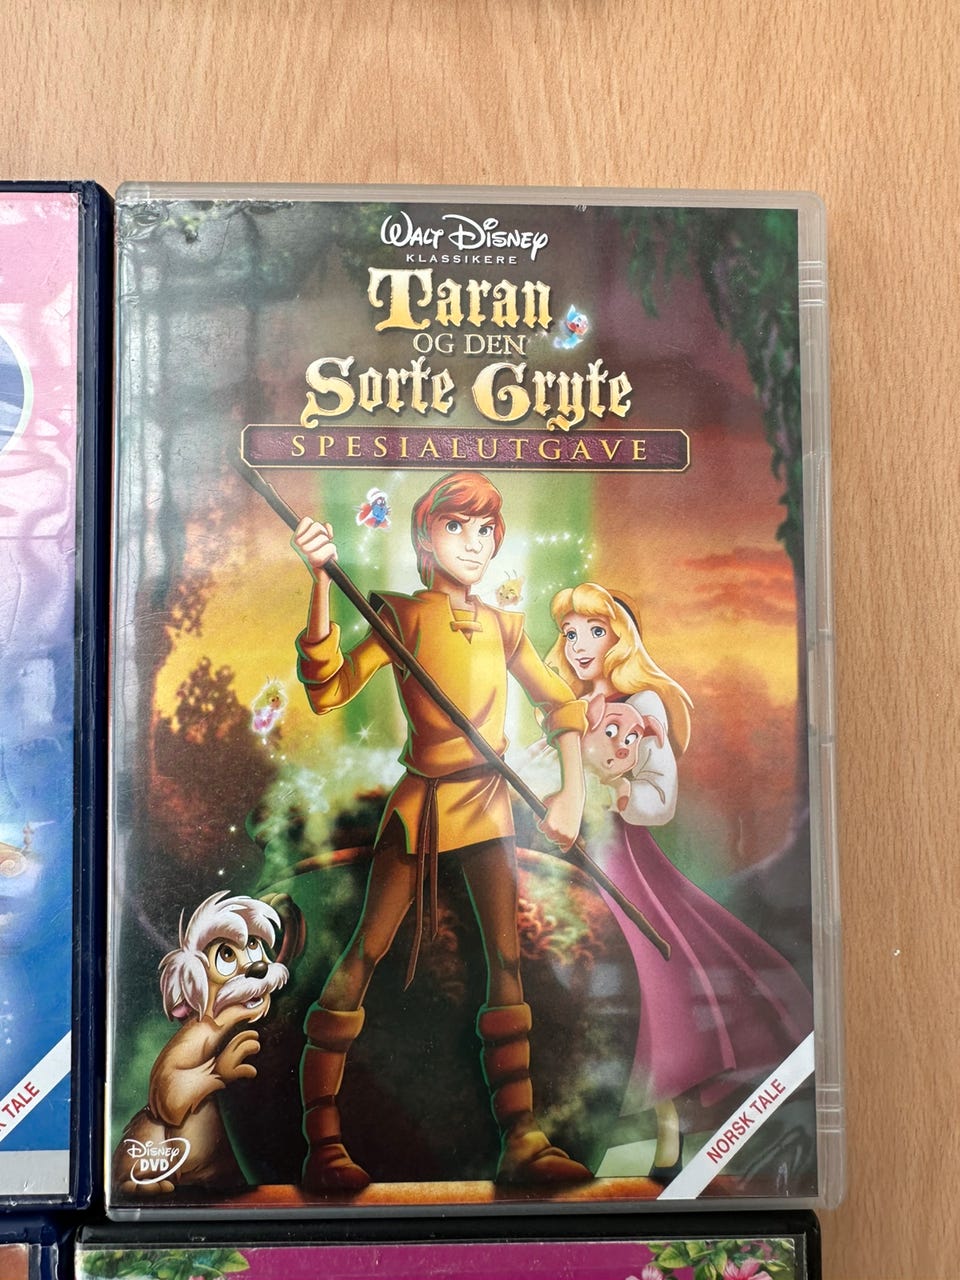 WALT DISNEY
KLASSIKERE
Taran
OG DEN
Sorte Gryte
SPESIALUTGAVE
TALE
NORSK TALE
DISNEY
DVD